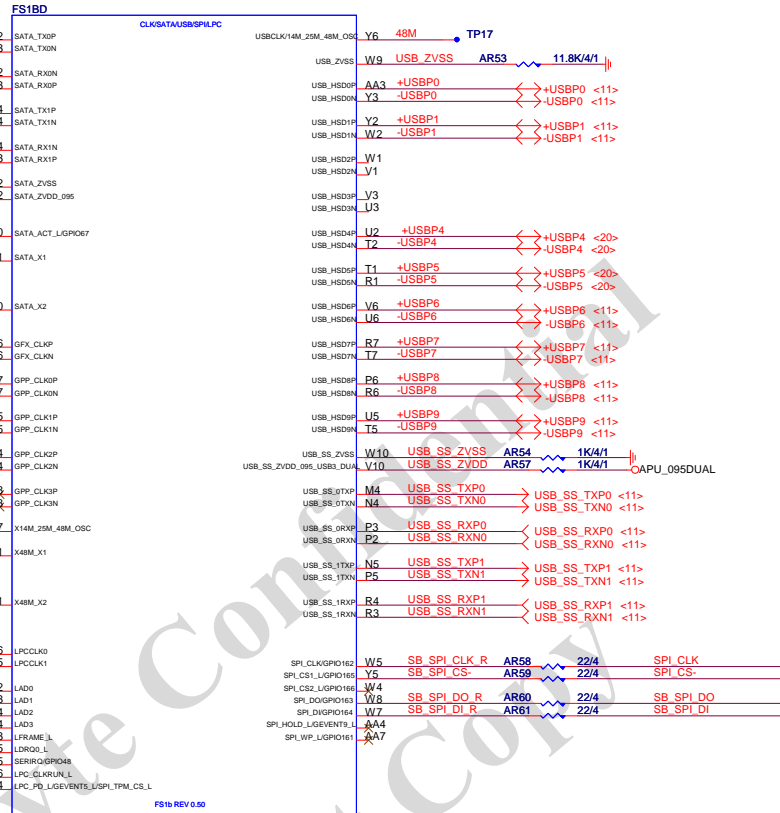 FS1BD
CLK/SATA/USB/SPI/LPC
SATA_TX0P
SATA_TX0N
SATA_RX0N
SATA_RX0P
SATA_TX1P
SATA_TX1N
SATA_RX1N
SATA_RX1P
SATA_ZVSS
SATA_ZVDD_095
SATA_ACT_L/GPIO67
SATA_X1
SATA_X2
GFX_CLKP
GFX_CLKN
GPP_CLK0P
GPP_CLK0N
GPP_CLK1P
GPP_CLK1N
GPP_CLK2P
GPP_CLK2N
GPP_CLK3P
GPP_CLK3N
X14M_25M_48M_OSC
X48M_X1
X48M_X2
LPCCLK0
LPCCLK1
LAD0
LAD1
LAD2
LAD3
LFRAME_L
LDRQ0_L
SERIRQ/GPIO48
LPC_CLKRUN_L
LPC_PD_L/GEVENT5_L/SPI_TPM_CS_L
USBCLK/14M_25M_48M_OSC Y6 48M TP17
USB_ZVSS W9 USB_ZVSS AR53 11.8K/4/1
USB_HSD0P AA3 +USBP0 +USBP0 <11>
USB_HSD0N Y3 -USBP0 -USBP0 <11>
USB_HSD1P Y2 +USBP1 +USBP1 <11>
USB_HSD1N W2 -USBP1 -USBP1 <11>
USB_HSD2P W1
USB_HSD2N V1
USB_HSD3P V3
USB_HSD3N U3
USB_HSD4P U2 +USBP4 +USBP4 <20>
USB_HSD4N T2 -USBP4 -USBP4 <20>
USB_HSD5P T1 +USBP5 +USBP5 <20>
USB_HSD5N R1 -USBP5 -USBP5 <20>
USB_HSD6P V6 +USBP6 +USBP6 <11>
USB_HSD6N U6 -USBP6 -USBP6 <11>
USB_HSD7P R7 +USBP7 +USBP7 <11>
USB_HSD7N T7 -USBP7 -USBP7 <11>
USB_HSD8P P6 +USBP8 +USBP8 <11>
USB_HSD8N R6 -USBP8 -USBP8 <11>
USB_HSD9P U5 +USBP9 +USBP9 <11>
USB_HSD9N T5 -USBP9 -USBP9 <11>
USB_SS_ZVSS W10 USB_SS_ZVSS AR54 1K/4/1
USB_SS_ZVDD_095_USB3_DUAL V10 USB_SS_ZVDD AR57 1K/4/1 APU_095DUAL
USB_SS_0TXP M4 USB_SS_TXP0 USB_SS_TXP0 <11>
USB_SS_0TXN N4 USB_SS_TXN0 USB_SS_TXN0 <11>
USB_SS_0RXP P3 USB_SS_RXP0 USB_SS_RXP0 <11>
USB_SS_0RXN P2 USB_SS_RXN0 USB_SS_RXN0 <11>
USB_SS_1TXP N5 USB_SS_TXP1 USB_SS_TXP1 <11>
USB_SS_1TXN P5 USB_SS_TXN1 USB_SS_TXN1 <11>
USB_SS_1RXP R4 USB_SS_RXP1 USB_SS_RXP1 <11>
USB_SS_1RXN R3 USB_SS_RXN1 USB_SS_RXN1 <11>
SPI_CLK/GPIO162 W5 SB_SPI_CLK_R AR58 22/4 SPI_CLK
SPI_CS1_L/GPIO165 Y5 SB_SPI_CS- AR59 22/4 SPI_CS-
SPI_CS2_L/GPIO166 W4
SPI_DO/GPIO163 W8 SB_SPI_DO_R AR60 22/4 SB_SPI_DO
SPI_DI/GPIO164 W7 SB_SPI_DI_R AR61 22/4 SB_SPI_DI
SPI_HOLD_L/GEVENT9_L AA4
SPI_WP_L/GPIO161 AA7
FS1b REV 0.50
Confidential
Copy